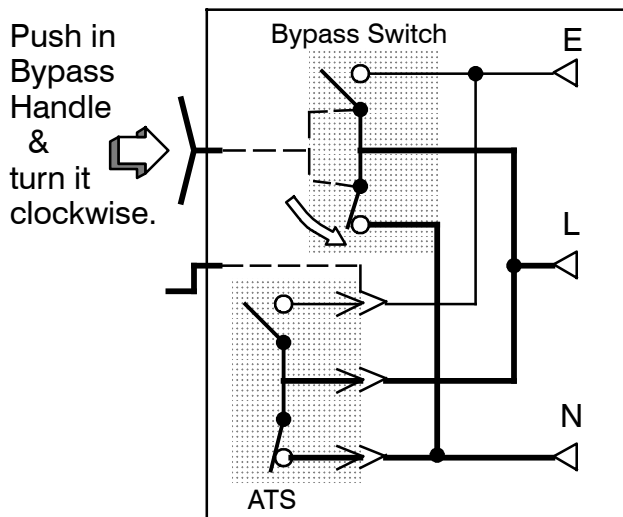 Push in
Bypass
Handle
&
turn it
clockwise.
Bypass Switch
E
L
N
ATS